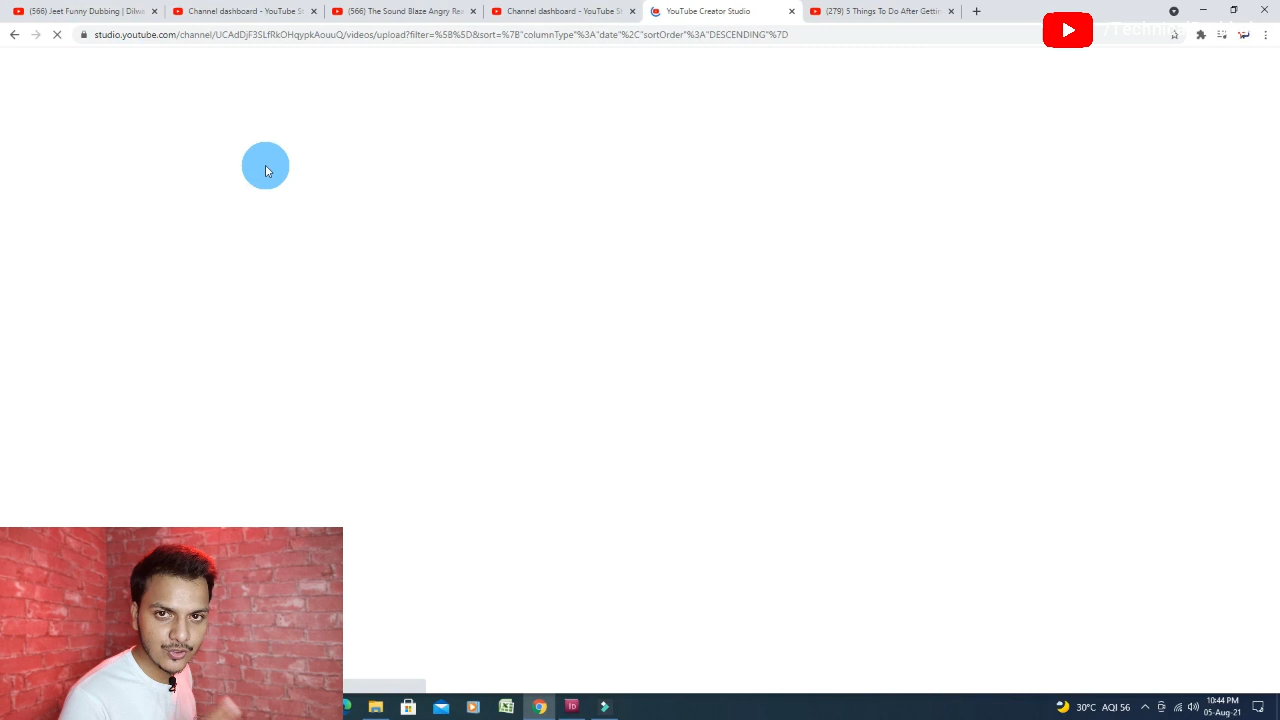 (566) Jeet Funny Dubbing | Dilwa
Channel dashboard - YouTube St
(566) The Sound Blaze Angry Rea
Channel dashboard - YouTube St
YouTube Creator Studio
(279) 5 Things To Do After Gettin
studio.youtube.com/channel/UCAdDjF3SLfRkOHqypkAouuQ/videos/upload?filter=%5B%5D&sort=%7B"columnType"%3A"date"%2C"sortOrder"%3A"DESCENDING"%7D
30°C AQI 56
10:44 PM
05-Aug-21